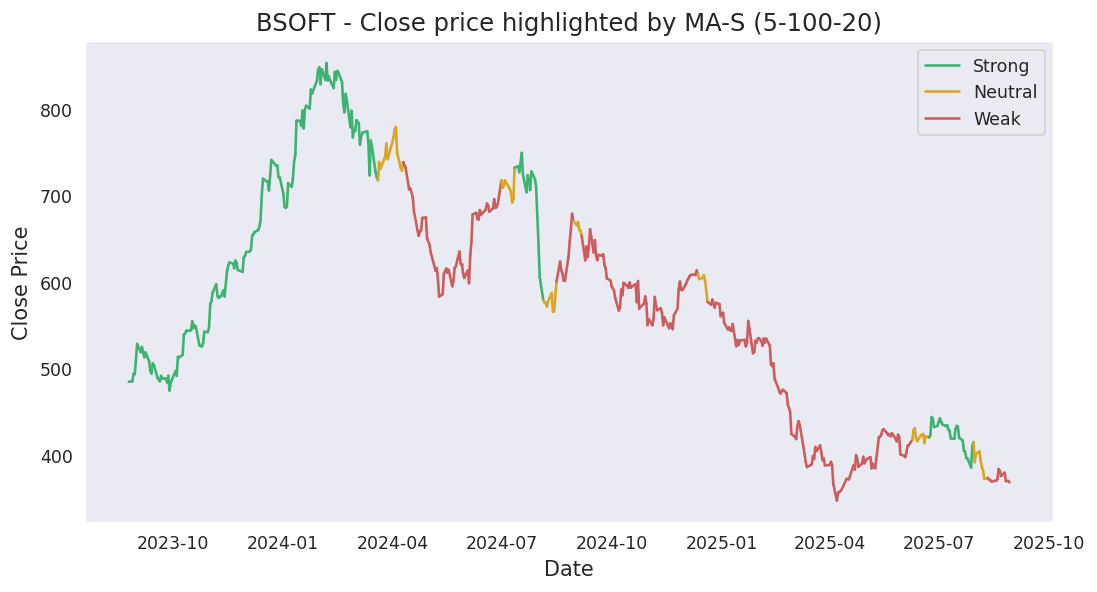 BSOFT - Close price highlighted by MA-S (5-100-20)
Strong
Neutral
Weak
Close Price
800
700
600
500
400
2023-10 2024-01 2024-04 2024-07 2024-10 2025-01 2025-04 2025-07 2025-10
Date